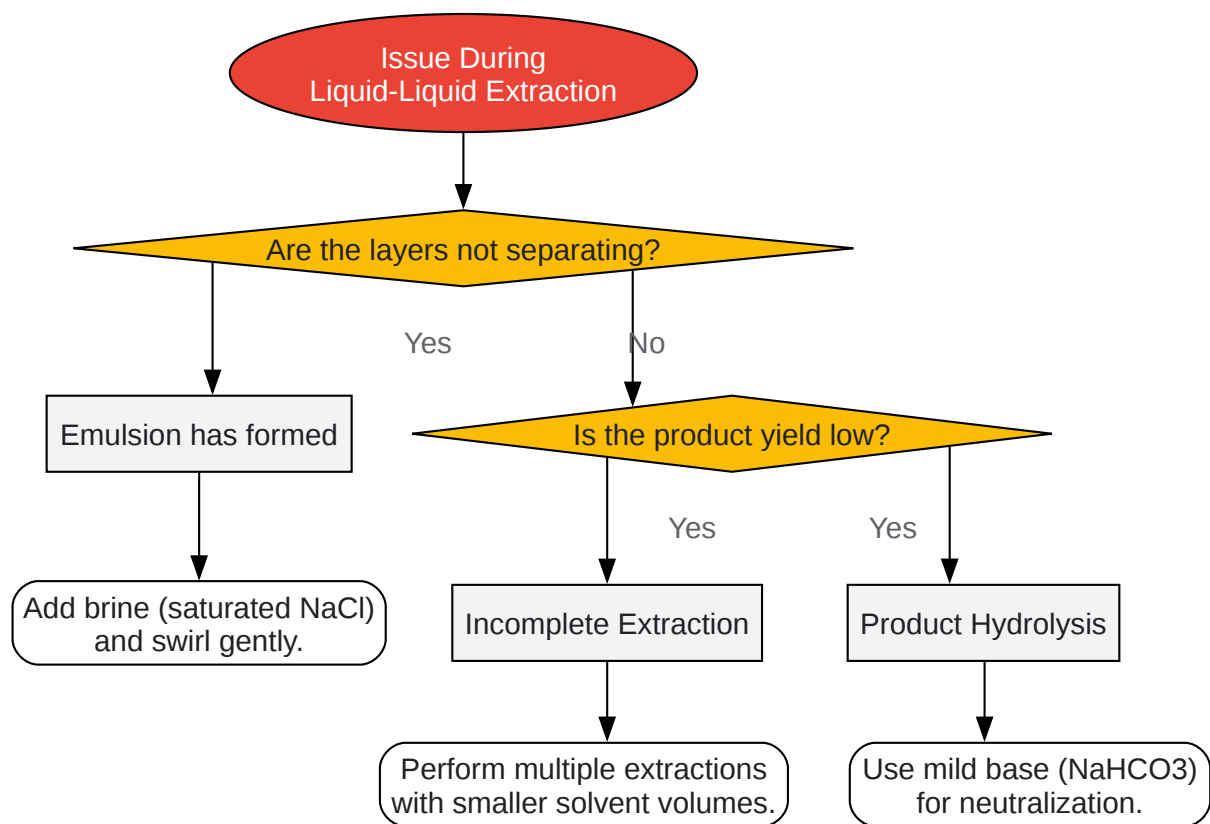 Issue During
Liquid-Liquid Extraction
Are the layers not separating?
Yes
No
Emulsion has formed
Is the product yield low?
Yes
Yes
Add brine (saturated NaCl)
and swirl gently.
Incomplete Extraction
Product Hydrolysis
Perform multiple extractions
with smaller solvent volumes.
Use mild base (NaHCO3)
for neutralization.